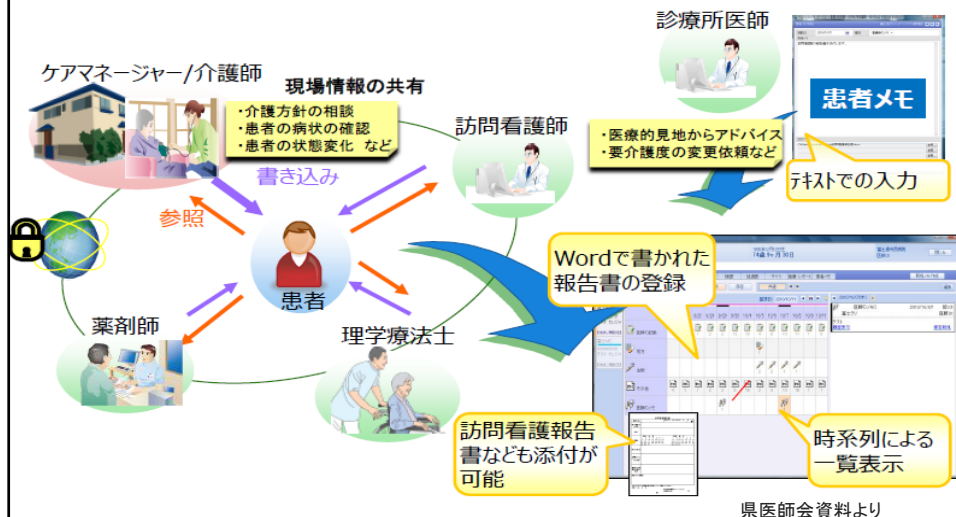 診療所医師
ケアマネージャー/介護師
現場情報の共有
・介護方針の相談
・患者の病状の確認
・患者の状態変化 など
訪問看護師
患者メモ
・医療的見地からアドバイス
・要介護度の変更依頼など
テキストでの入力
書き込み
参照
患者
Wordで書かれた
報告書の登録
薬剤師
理学療法士
訪問看護報告
書なども添付が
可能
時系列による
一覧表示
県医師会資料より